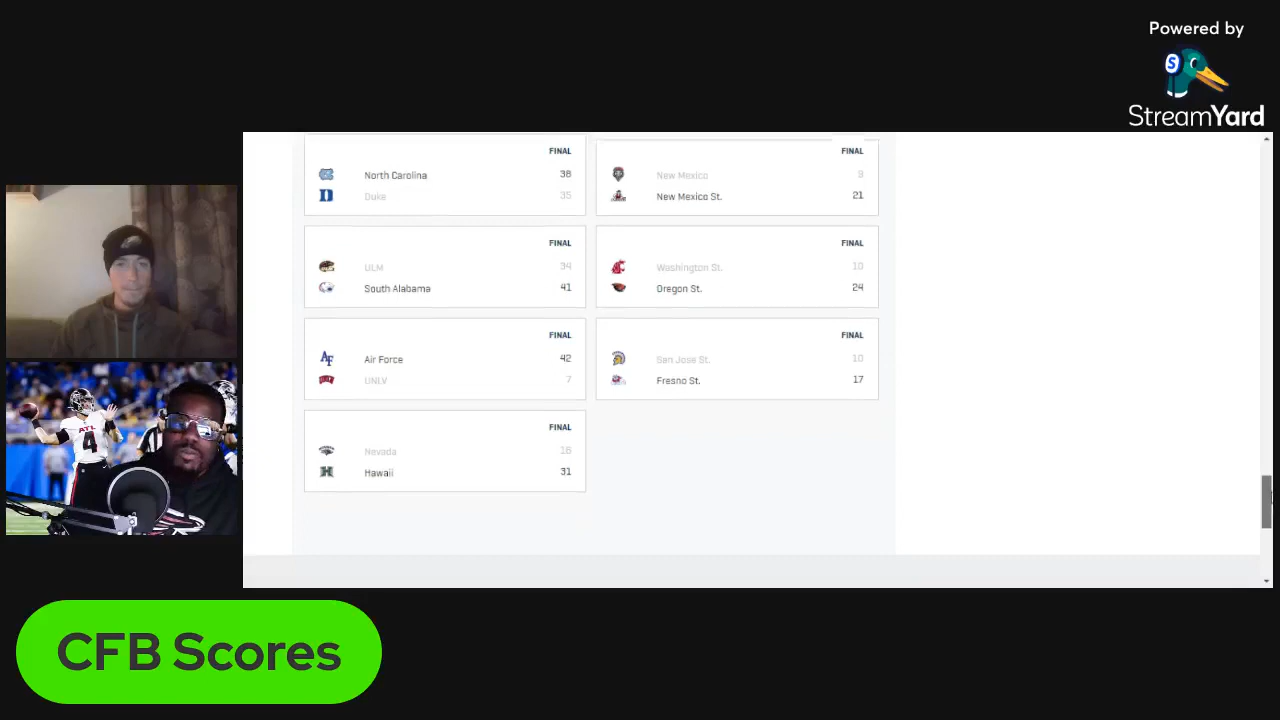 Powered by
StreamYard
FINAL
North Carolina 38
Duke 35
FINAL
New Mexico
New Mexico St. 21
FINAL
ULM 34
South Alabama 41
FINAL
Washington St. 10
Oregon St. 24
FINAL
Air Force 42
UNLV 7
FINAL
San Jose St. 10
Fresno St. 17
FINAL
Nevada 16
Hawaii 31
ATL
4
CFB Scores